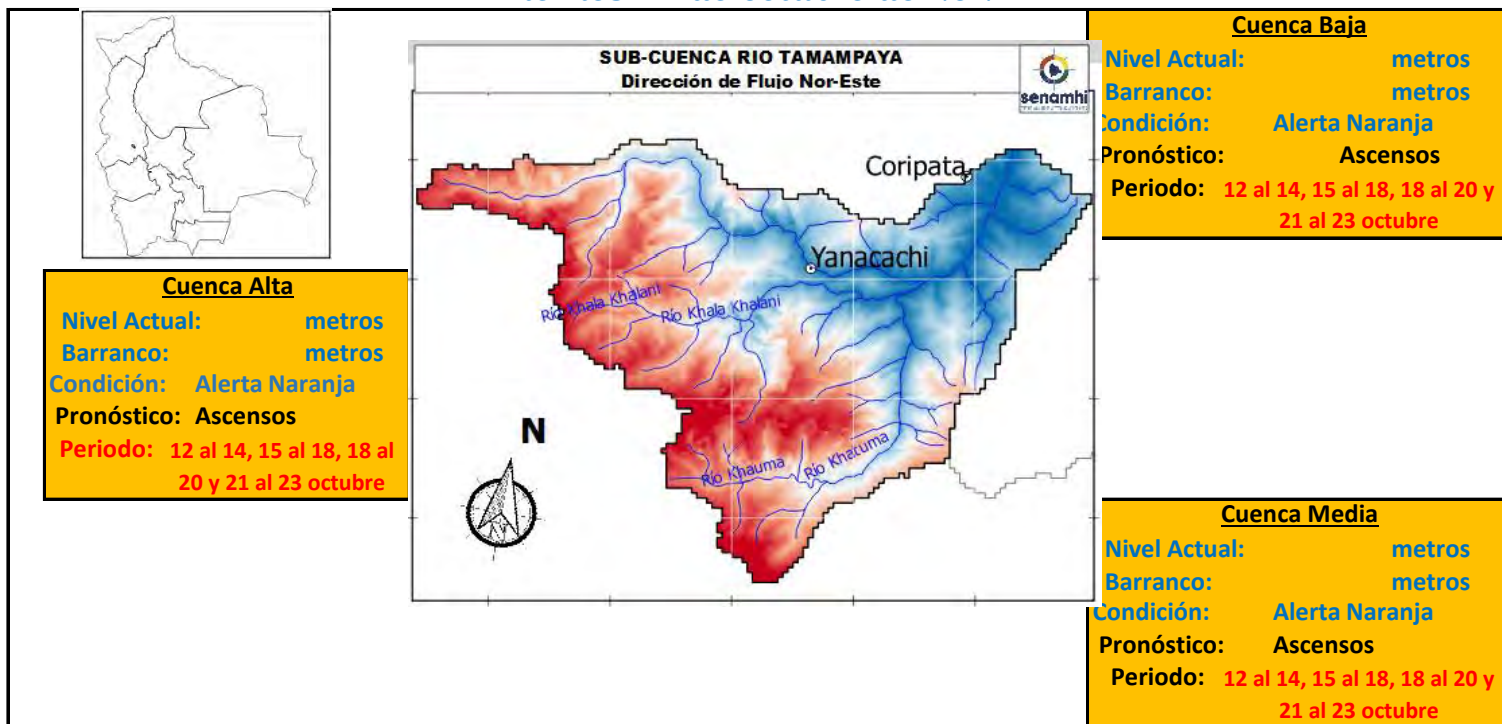 SUB-CUENCA RIO TAMAMPAYA
Dirección de Flujo Nor-Este
senamhi
Cuenca Baja
Nivel Actual: metros
Barranco: metros
Condición: Alerta Naranja
Pronóstico: Ascensos
Periodo: 12 al 14, 15 al 18, 18 al 20 y
21 al 23 octubre
Coripata
Yanacachi
Río Khala Khalani
Río Khala Khalani
Río Khauma
Río Khatuma
N
Cuenca Alta
Nivel Actual: metros
Barranco: metros
Condición: Alerta Naranja
Pronóstico: Ascensos
Periodo: 12 al 14, 15 al 18, 18 al
20 y 21 al 23 octubre
Cuenca Media
Nivel Actual: metros
Barranco: metros
Condición: Alerta Naranja
Pronóstico: Ascensos
Periodo: 12 al 14, 15 al 18, 18 al 20 y
21 al 23 octubre